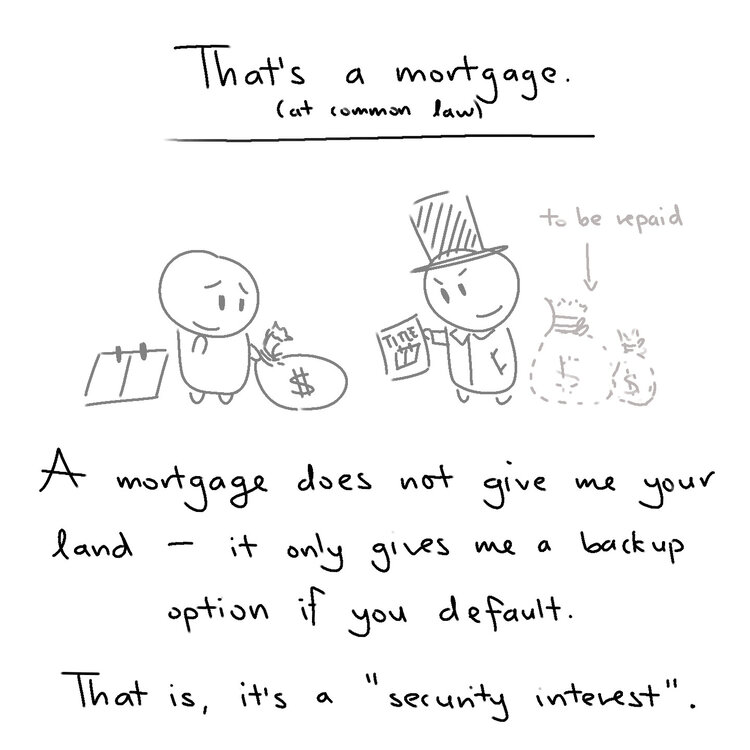 That's a mortgage.
(at common law)
to be repaid
$
TITLE
$
$
A mortgage does not give me your
land – it only gives me a backup
option if you default.
That is, it's a "security interest".